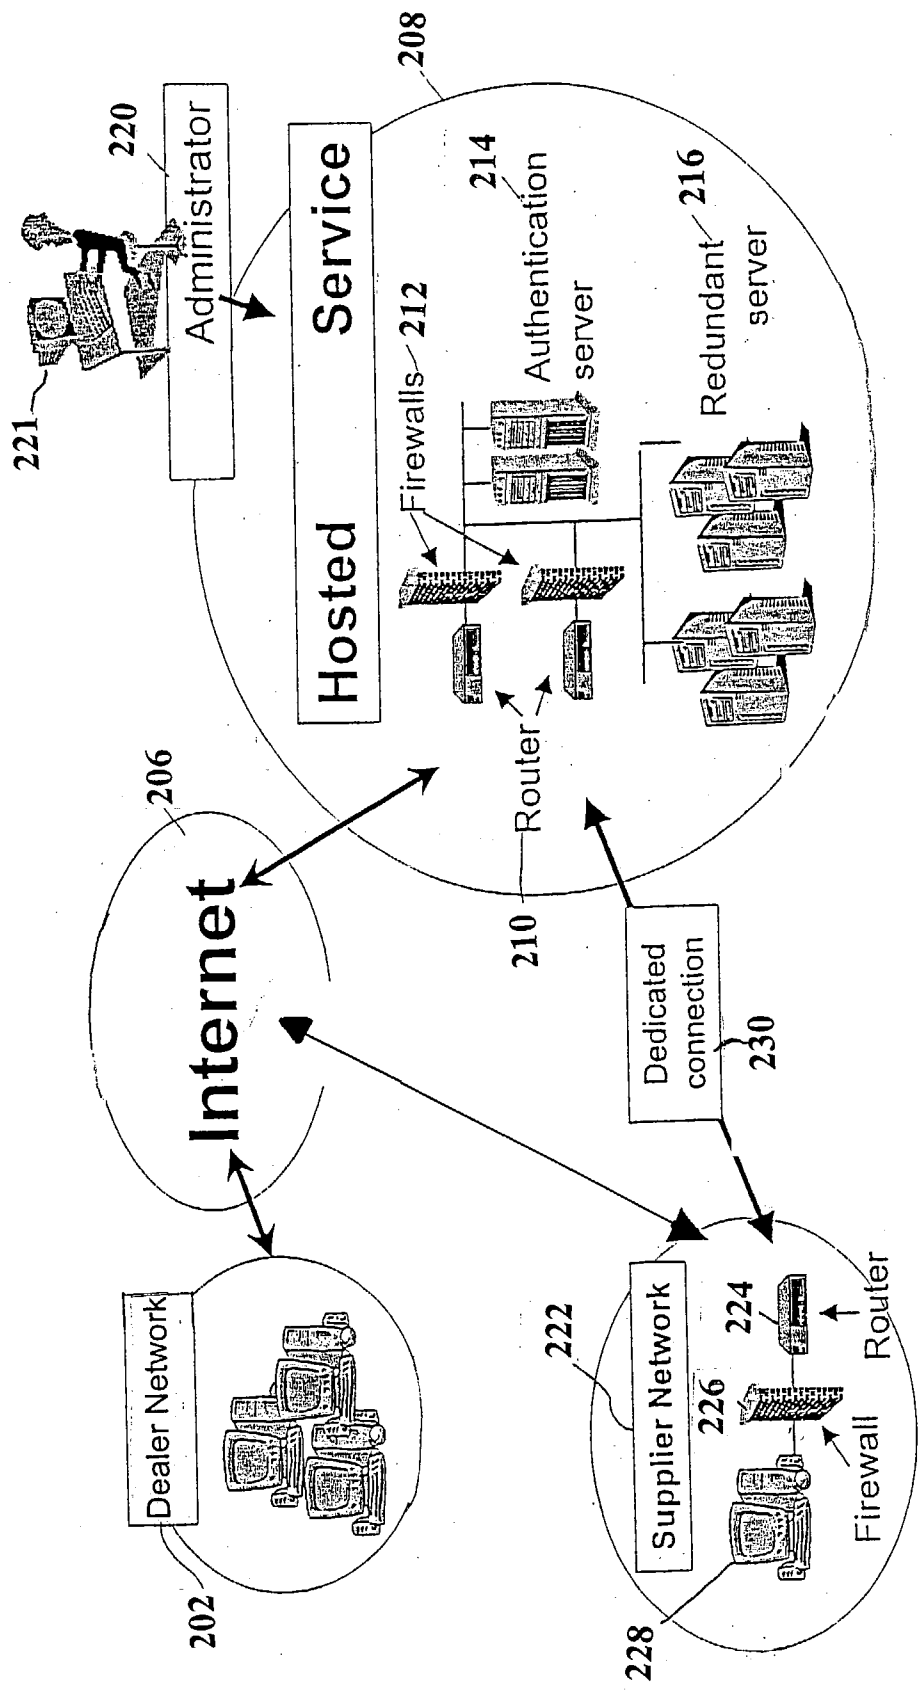 202
Dealer Network
Internet
206
221
Administrator
220
Hosted Service
208
Firewalls
212
Authentication
server
214
Router
210
Redundant
server
216
Dedicated
connection
230
222
Supplier Network
228
226
224
Firewall
Router